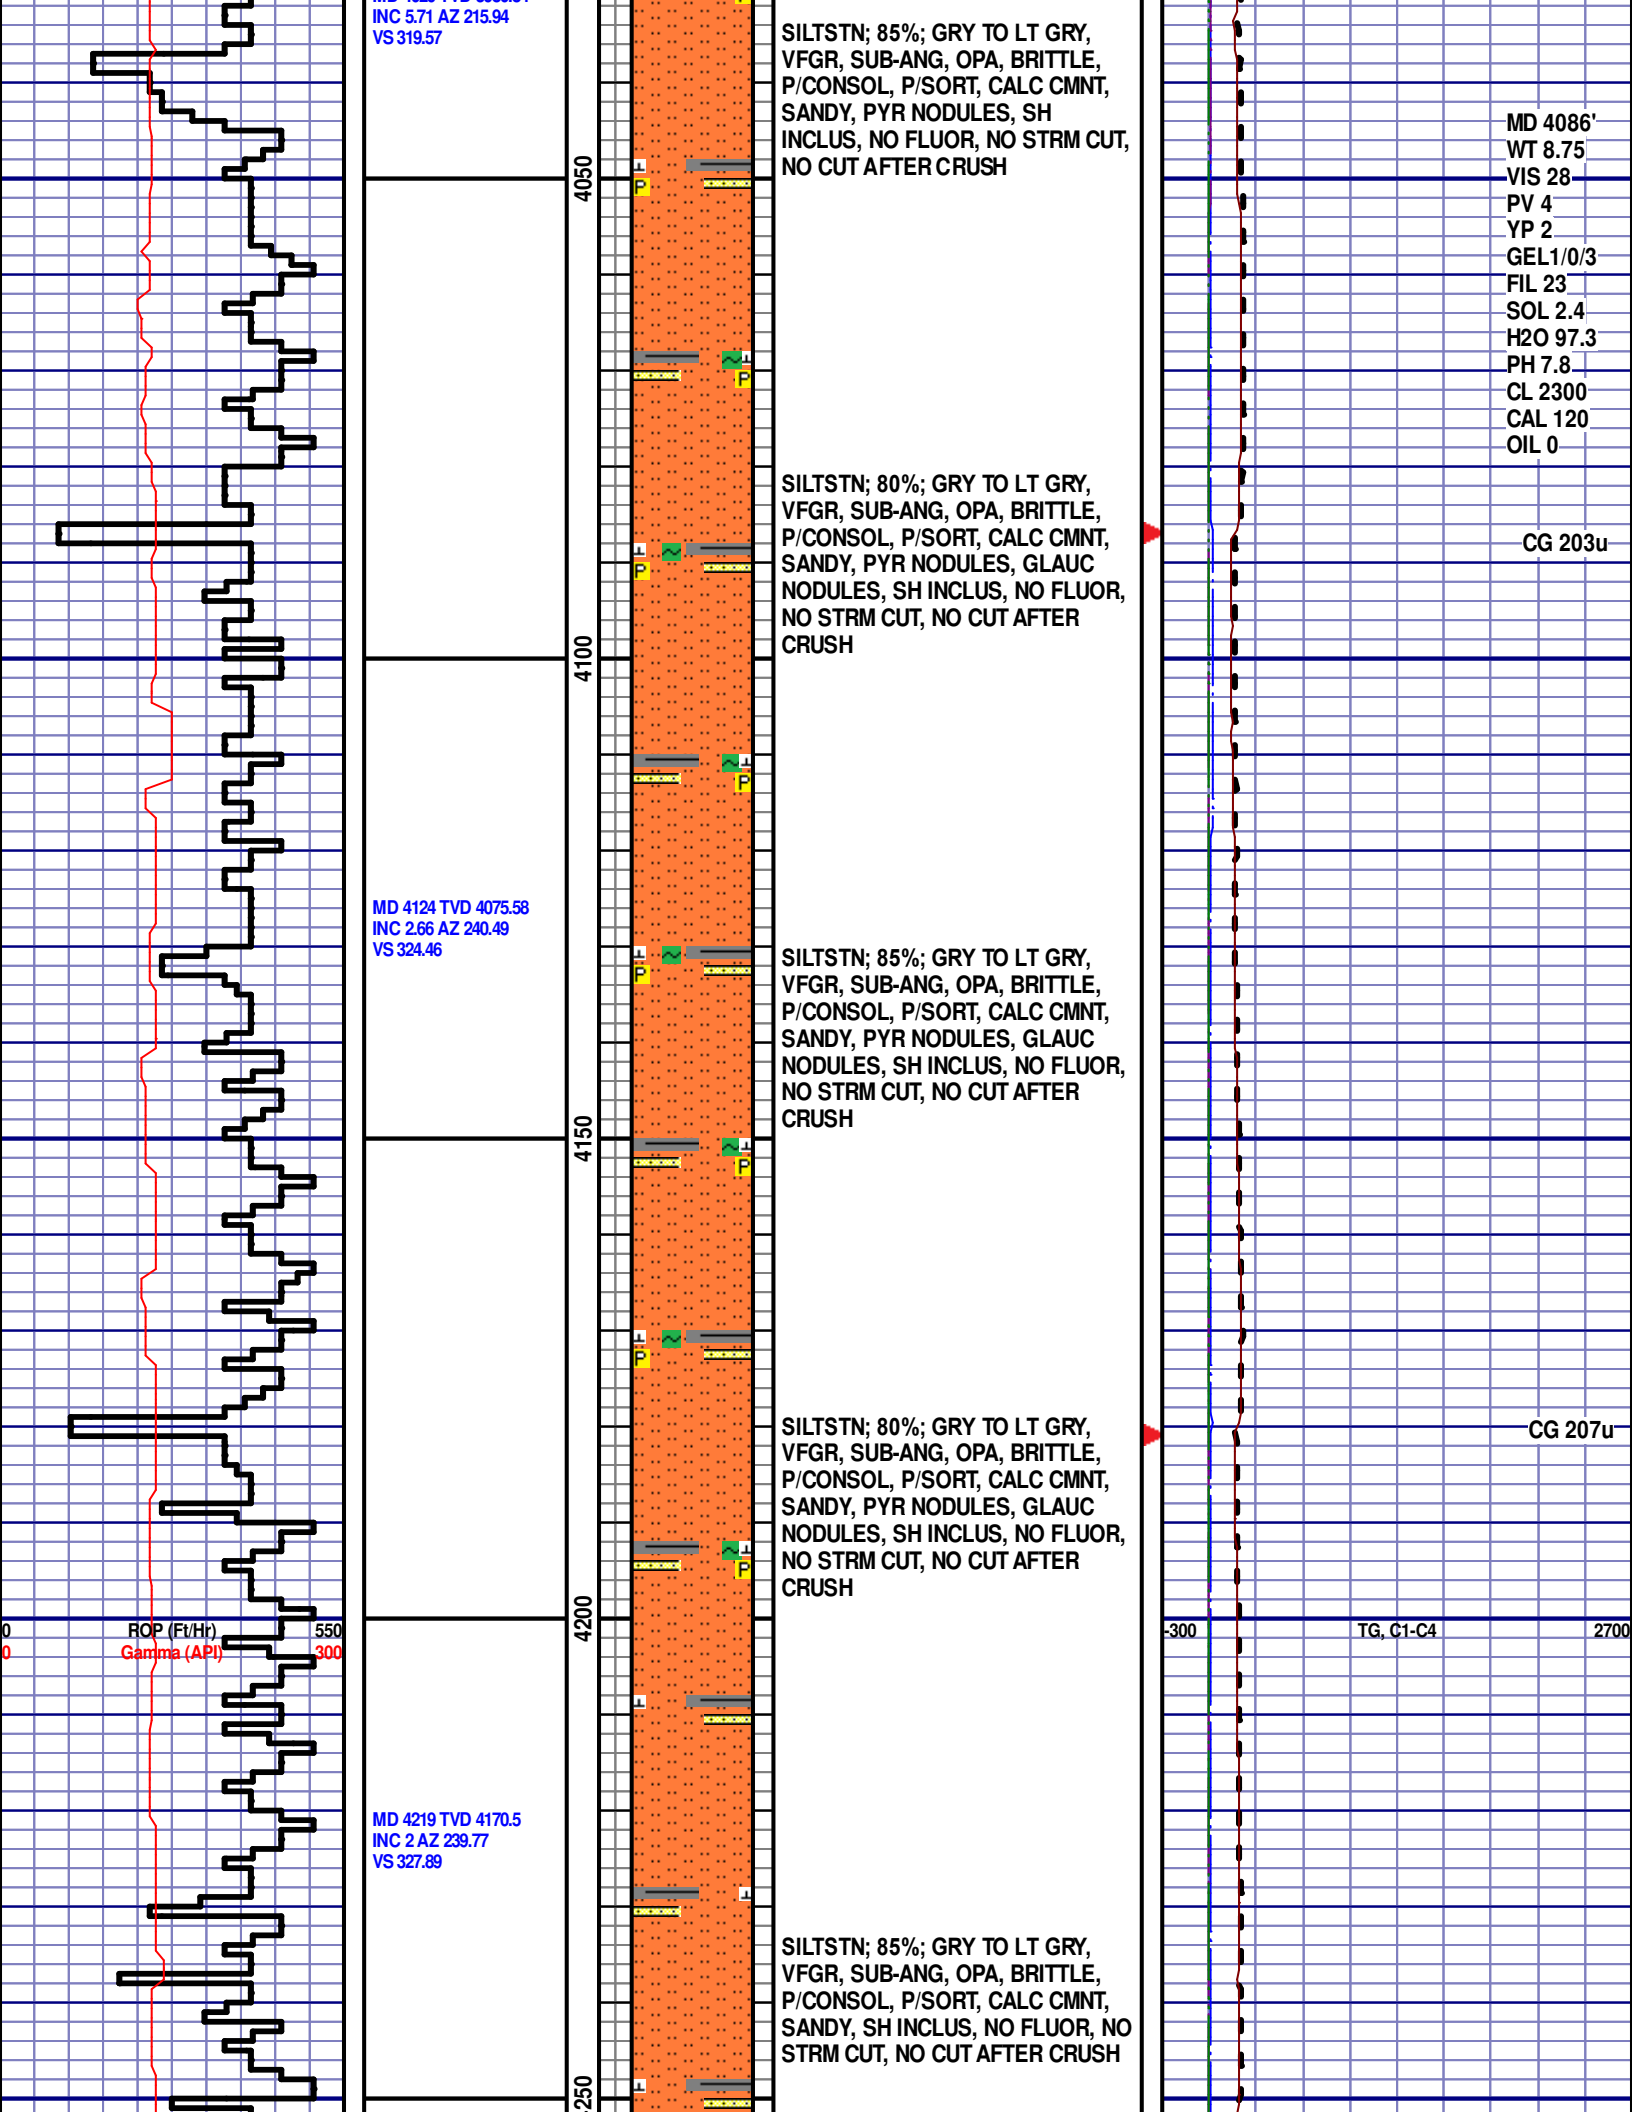 INC 5.71 AZ 215.94
VS 319.57
SILTSTN; 85%; GRY TO LT GRY,
VFGR, SUB-ANG, OPA, BRITTLE,
P/CONSOL, P/SORT, CALC CMNT,
SANDY, PYR NODULES, SH
INCLUS, NO FLUOR, NO STRM CUT,
NO CUT AFTER CRUSH
MD 4086'
WT 8.75
VIS 28
PV 4
YP 2
GEL1/0/3
FIL 23
SOL 2.4
H2O 97.3
PH 7.8
CL 2300
CAL 120
OIL 0
4050
P
P
SILTSTN; 80%; GRY TO LT GRY,
VFGR, SUB-ANG, OPA, BRITTLE,
P/CONSOL, P/SORT, CALC CMNT,
SANDY, PYR NODULES, GLAUC
NODULES, SH INCLUS, NO FLUOR,
NO STRM CUT, NO CUT AFTER
CRUSH
CG 203u
P
4100
P
MD 4124 TVD 4075.58
INC 2.66 AZ 240.49
VS 324.46
P
SILTSTN; 85%; GRY TO LT GRY,
VFGR, SUB-ANG, OPA, BRITTLE,
P/CONSOL, P/SORT, CALC CMNT,
SANDY, PYR NODULES, GLAUC
NODULES, SH INCLUS, NO FLUOR,
NO STRM CUT, NO CUT AFTER
CRUSH
4150
P
P
SILTSTN; 80%; GRY TO LT GRY,
VFGR, SUB-ANG, OPA, BRITTLE,
P/CONSOL, P/SORT, CALC CMNT,
SANDY, PYR NODULES, GLAUC
NODULES, SH INCLUS, NO FLUOR,
NO STRM CUT, NO CUT AFTER
CRUSH
CG 207u
P
4200
0 ROP (Ft/Hr) 550
0 Gamma (API) 300
-300 TG, C1-C4 2700
MD 4219 TVD 4170.5
INC 2 AZ 239.77
VS 327.89
SILTSTN; 85%; GRY TO LT GRY,
VFGR, SUB-ANG, OPA, BRITTLE,
P/CONSOL, P/SORT, CALC CMNT,
SANDY, SH INCLUS, NO FLUOR, NO
STRM CUT, NO CUT AFTER CRUSH
250